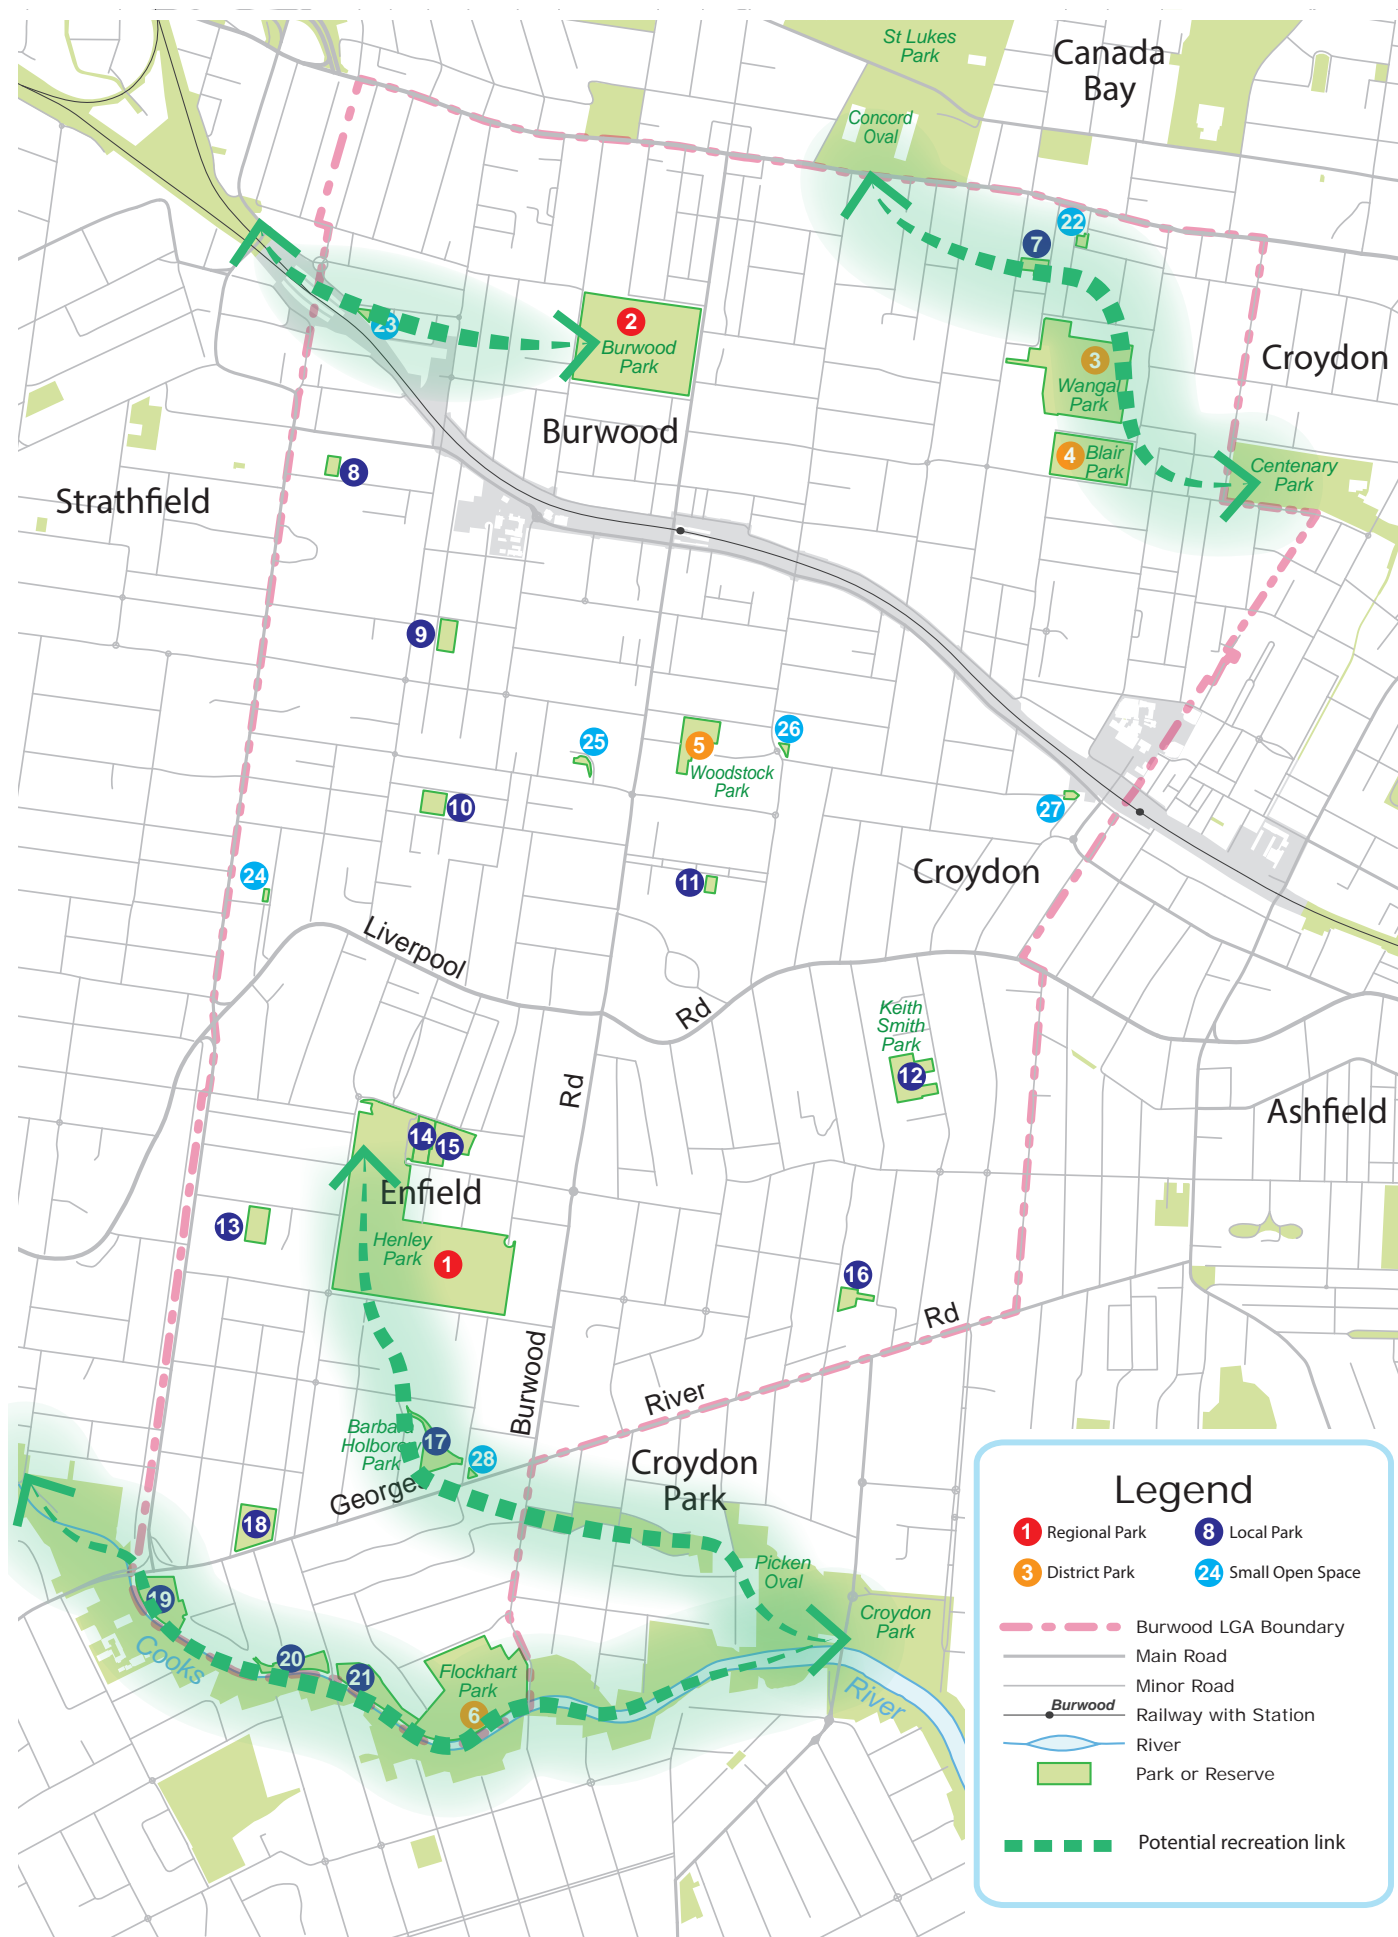 St Lukes
Park
Canada
Bay
Concord
Oval
22
7
23
2
Burwood
Park
3
Wangal
Park
Croydon
Burwood
4
Blair
Park
Centenary
Park
8
Strathfield
9
25
5
26
Woodstock
Park
10
27
24
11
Croydon
Liverpool
Rd
Keith
Smith
Park
12
Rd
Ashfield
14
15
Enfield
13
Henley
Park
1
16
Rd
Burwood
River
Barbara
Holborow
Park
17
28
Georges
Croydon
Park
18
Picken
Oval
19
Croydon
Park
Cooks
20
21
Flockhart
Park
6
River
Legend
1 Regional Park
8 Local Park
3 District Park
24 Small Open Space
Burwood LGA Boundary
Main Road
Minor Road
Burwood
Railway with Station
River
Park or Reserve
Potential recreation link